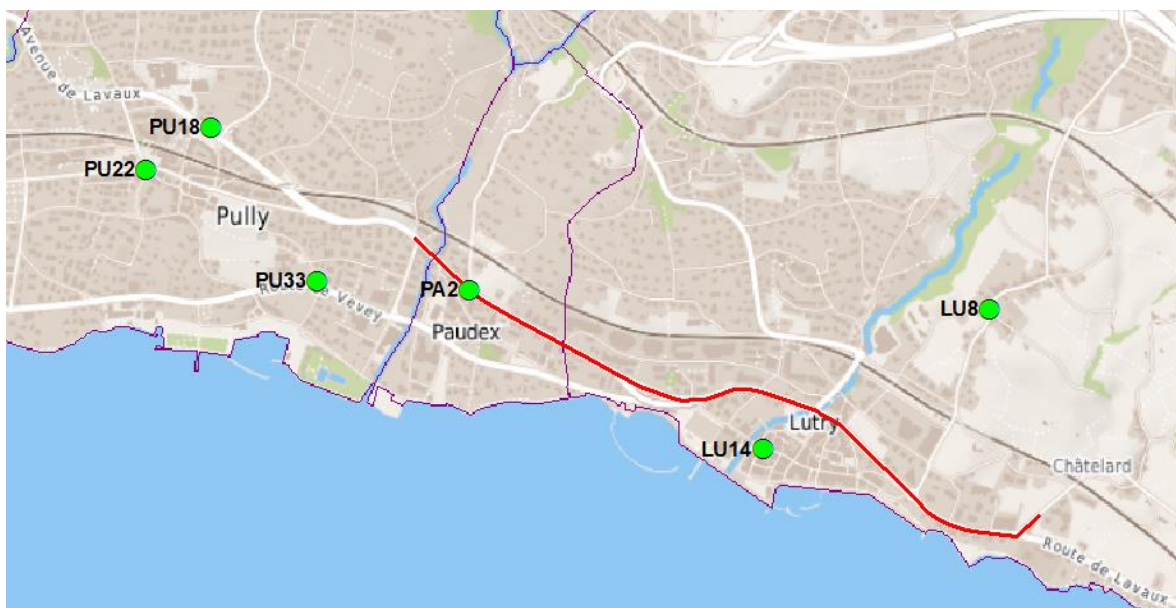 Avenue de Lavaux
PU18
PU22
Pully
PU33
Route de Vevey
PA2
Paudex
LU8
LU14
Lutry
Châtelard
Route de Lavaux